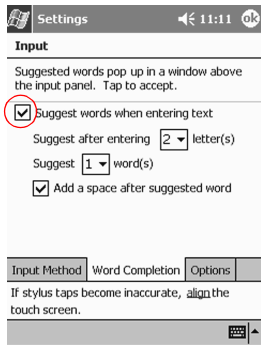 Settings 11:11 ok
Input
Suggested words pop up in a window above
the input panel. Tap to accept.
Suggest words when entering text
Suggest after entering 2 letter(s)
Suggest 1 word(s)
Add a space after suggested word
Input Method Word Completion Options
If stylus taps become inaccurate, align the
touch screen.